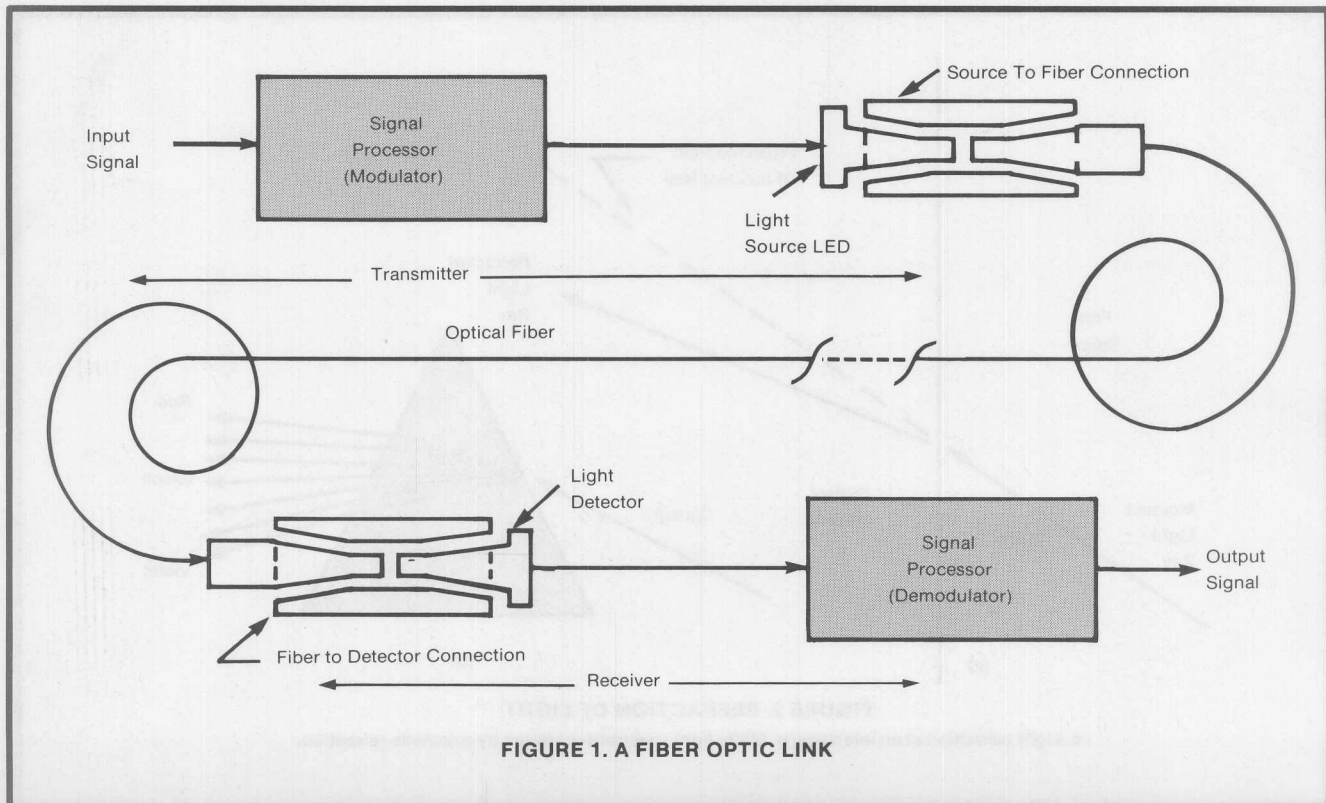 Source To Fiber Connection
Input
Signal
Signal
Processor
(Modulator)
Light
Source LED
Transmitter
Optical Fiber
Light
Detector
Signal
Processor
(Demodulator)
Output
Signal
Fiber to Detector Connection
Receiver
FIGURE 1. A FIBER OPTIC LINK